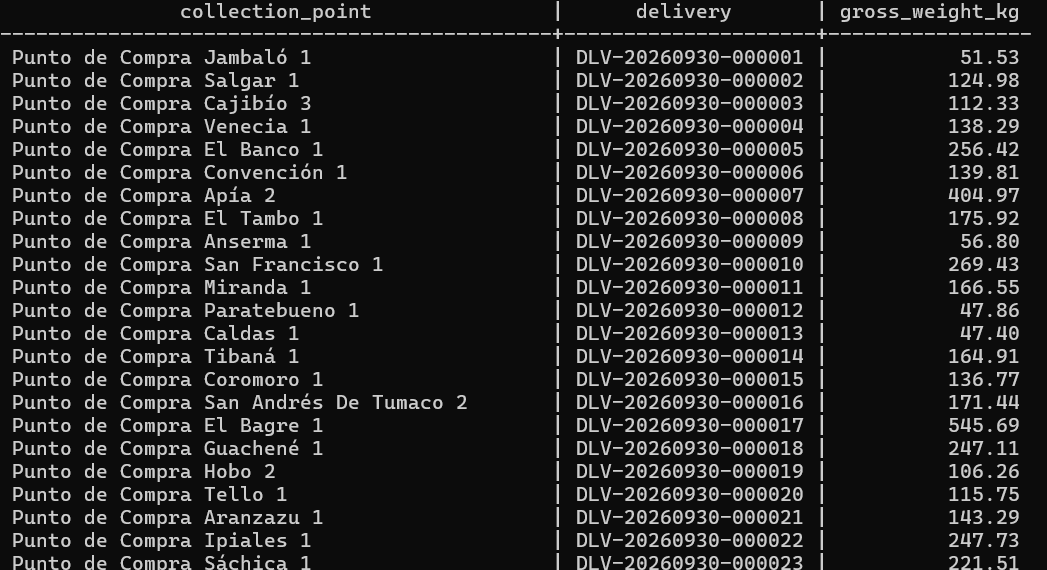 collection_point | delivery | gross_weight_kg
----------------------------------------------+---------------------+-----------------
Punto de Compra Jambaló 1 | DLV-20260930-000001 | 51.53
Punto de Compra Salgar 1 | DLV-20260930-000002 | 124.98
Punto de Compra Cajibío 3 | DLV-20260930-000003 | 112.33
Punto de Compra Venecia 1 | DLV-20260930-000004 | 138.29
Punto de Compra El Banco 1 | DLV-20260930-000005 | 256.42
Punto de Compra Convención 1 | DLV-20260930-000006 | 139.81
Punto de Compra Apía 2 | DLV-20260930-000007 | 404.97
Punto de Compra El Tambo 1 | DLV-20260930-000008 | 175.92
Punto de Compra Anserma 1 | DLV-20260930-000009 | 56.80
Punto de Compra San Francisco 1 | DLV-20260930-000010 | 269.43
Punto de Compra Miranda 1 | DLV-20260930-000011 | 166.55
Punto de Compra Paratebueno 1 | DLV-20260930-000012 | 47.86
Punto de Compra Caldas 1 | DLV-20260930-000013 | 47.40
Punto de Compra Tibaná 1 | DLV-20260930-000014 | 164.91
Punto de Compra Coromoro 1 | DLV-20260930-000015 | 136.77
Punto de Compra San Andrés De Tumaco 2 | DLV-20260930-000016 | 171.44
Punto de Compra El Bagre 1 | DLV-20260930-000017 | 545.69
Punto de Compra Guachené 1 | DLV-20260930-000018 | 247.11
Punto de Compra Hobo 2 | DLV-20260930-000019 | 106.26
Punto de Compra Tello 1 | DLV-20260930-000020 | 115.75
Punto de Compra Aranzazu 1 | DLV-20260930-000021 | 143.29
Punto de Compra Ipiales 1 | DLV-20260930-000022 | 247.73
Punto de Compra Sáchica 1 | DLV-20260930-000023 | 221.51